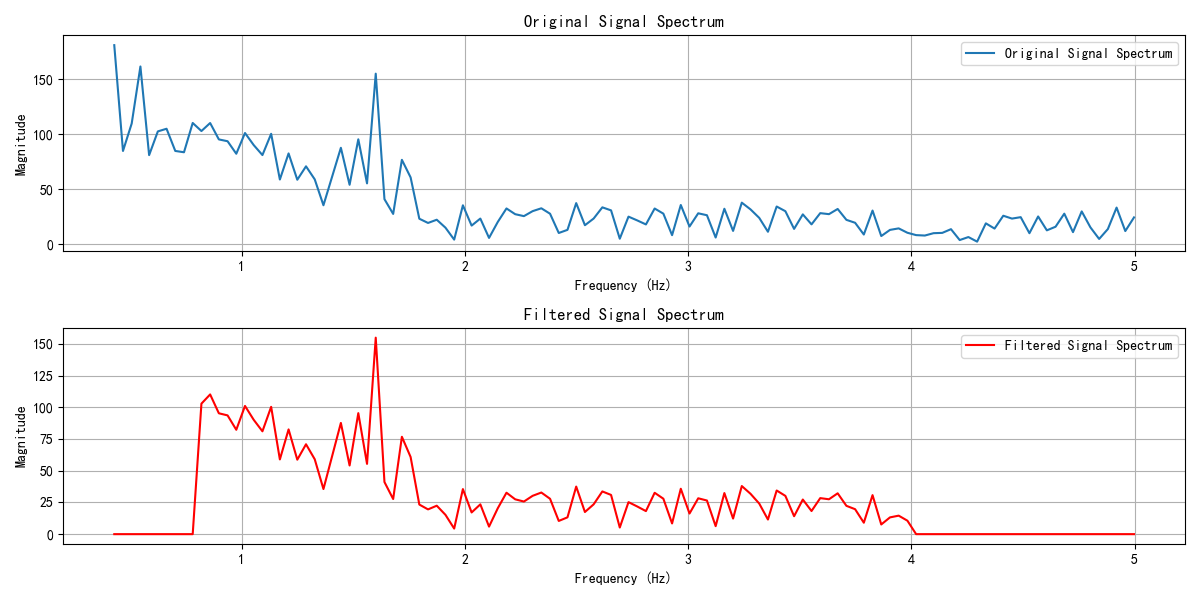 Original Signal Spectrum
Original Signal Spectrum
Magnitude
150
100
50
0
1 2 3 4 5
Frequency (Hz)
Filtered Signal Spectrum
Filtered Signal Spectrum
Magnitude
150
125
100
75
50
25
0
1 2 3 4 5
Frequency (Hz)